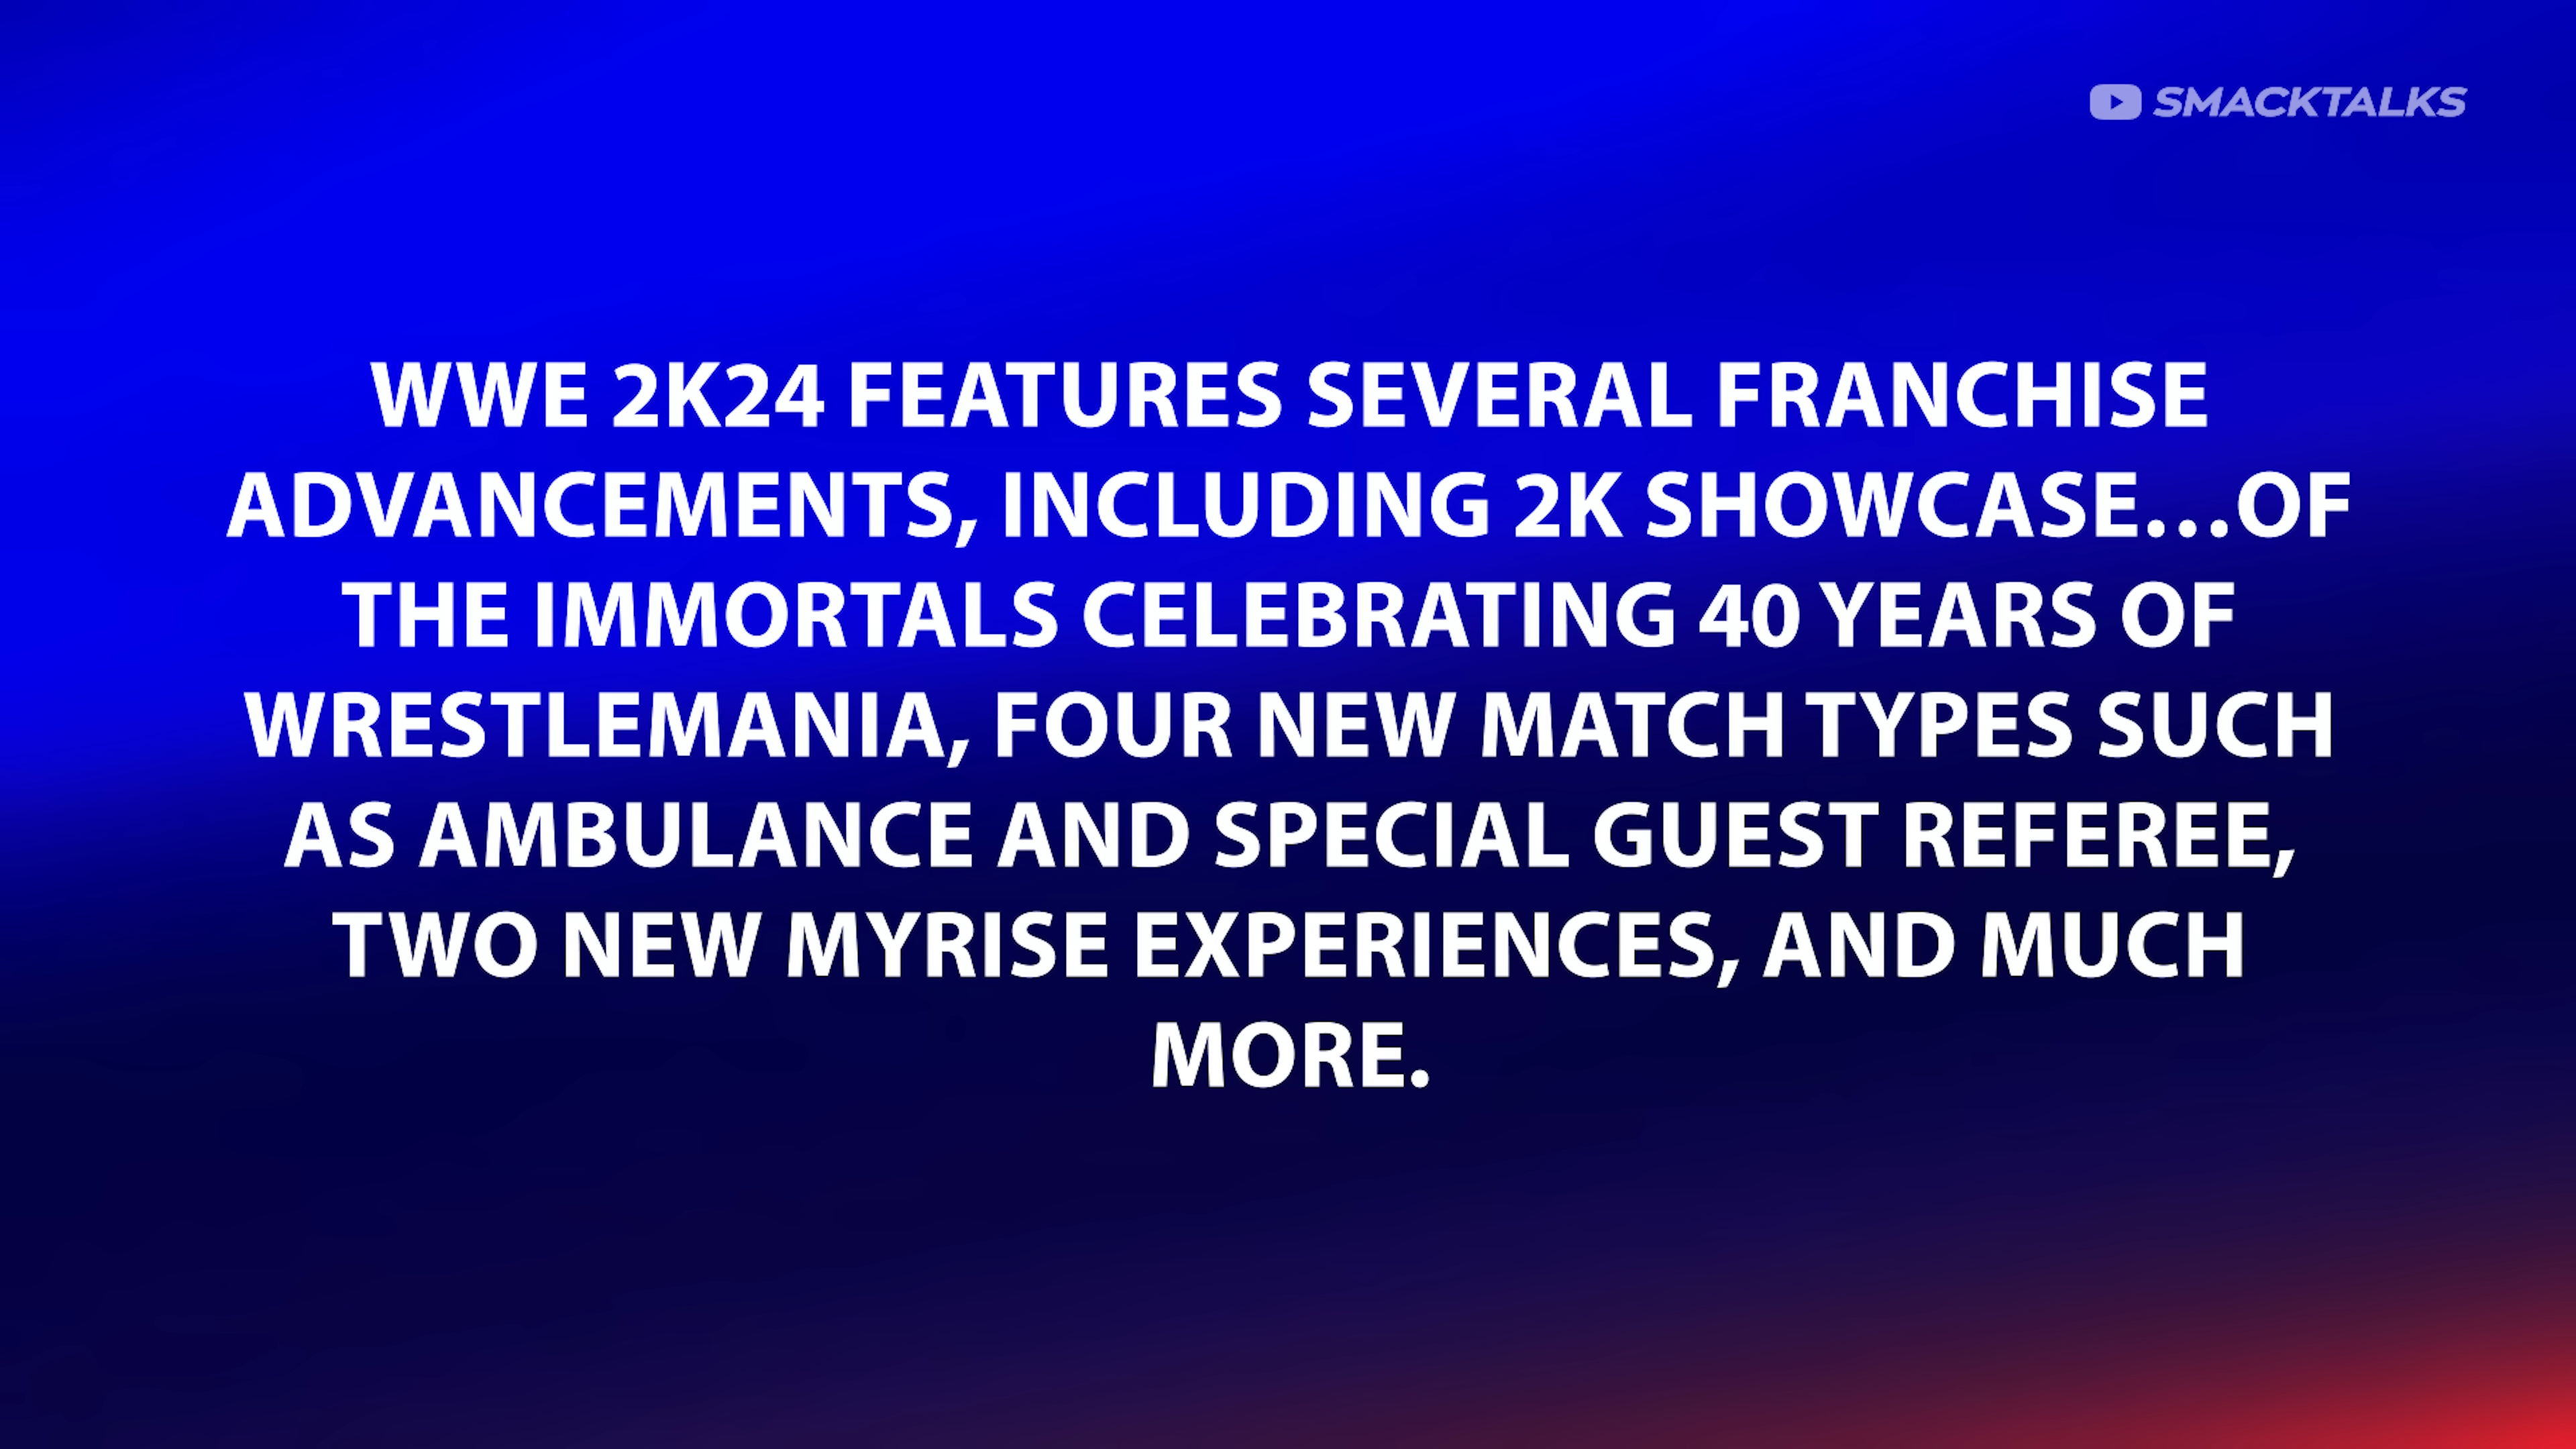 SMACKTALKS
WWE 2K24 FEATURES SEVERAL FRANCHISE
ADVANCEMENTS, INCLUDING 2K SHOWCASE...OF
THE IMMORTALS CELEBRATING 40 YEARS OF
WRESTLEMANIA, FOUR NEW MATCH TYPES SUCH
AS AMBULANCE AND SPECIAL GUEST REFEREE,
TWO NEW MYRISE EXPERIENCES, AND MUCH
MORE.